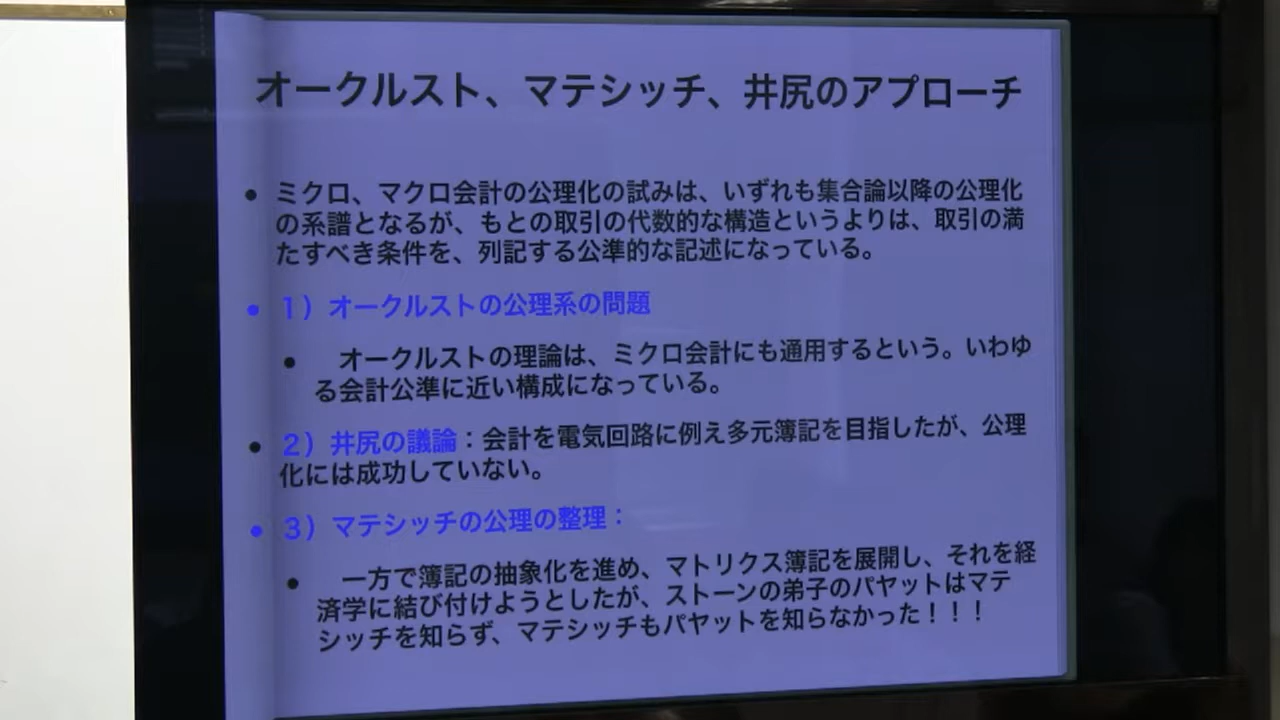 オークルスト、マテシッチ、井尻のアプローチ
● ミクロ、マクロ会計の公理化の試みは、いずれも集合論以降の公理化
の系譜となるが、もとの取引の代数的な構造というよりは、取引の満
たすべき条件を、列記する公準的な記述になっている。
● １）オークルストの公理系の問題
● オークルストの理論は、ミクロ会計にも通用するという。いわゆ
る会計公準に近い構成になっている。
● ２）井尻の議論：会計を電気回路に例え多元簿記を目指したが、公理
化には成功していない。
● ３）マテシッチの公理の整理：
● 一方で簿記の抽象化を進め、マトリクス簿記を展開し、それを経
済学に結び付けようとしたが、ストーンの弟子のパヤットはマテ
シッチを知らず、マテシッチもパヤットを知らなかった！！！